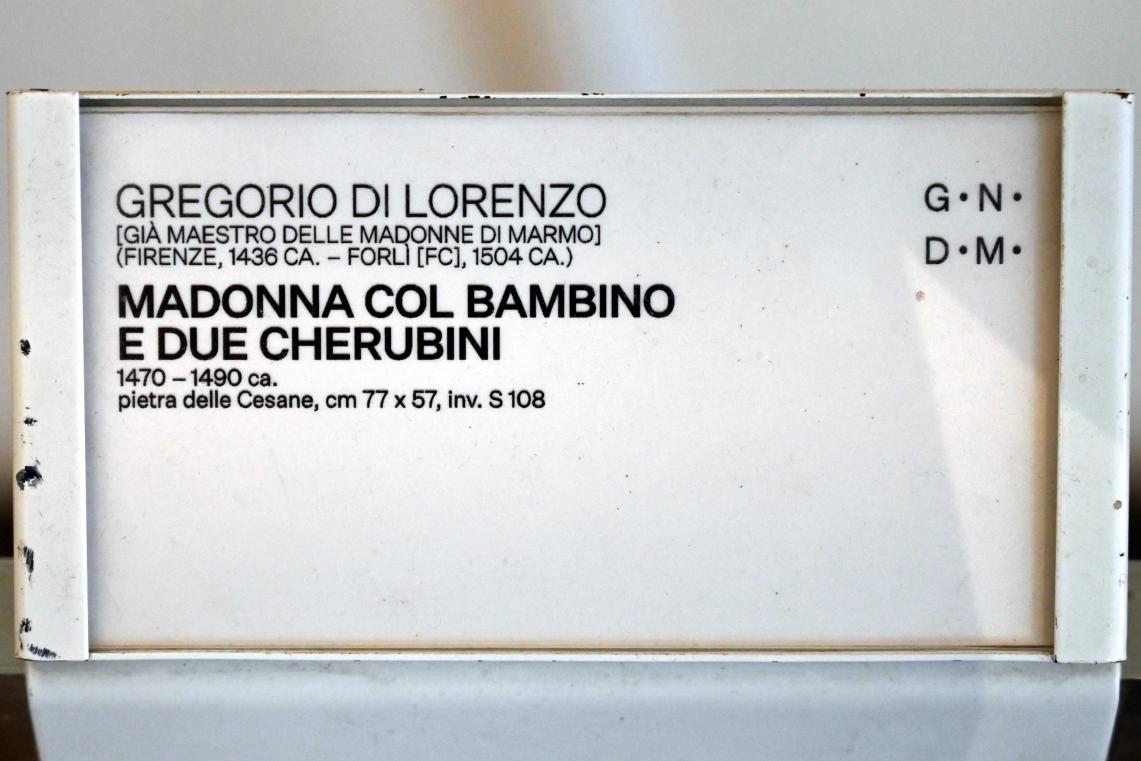 GREGORIO DI LORENZO
[GIÀ MAESTRO DELLE MADONNE DI MARMO]
(FIRENZE, 1436 CA. – FORLÌ [FC], 1504 CA.)
MADONNA COL BAMBINO
E DUE CHERUBINI
1470 – 1490 ca.
pietra delle Cesane, cm 77 x 57, inv. S 108
G • N •
D • M •